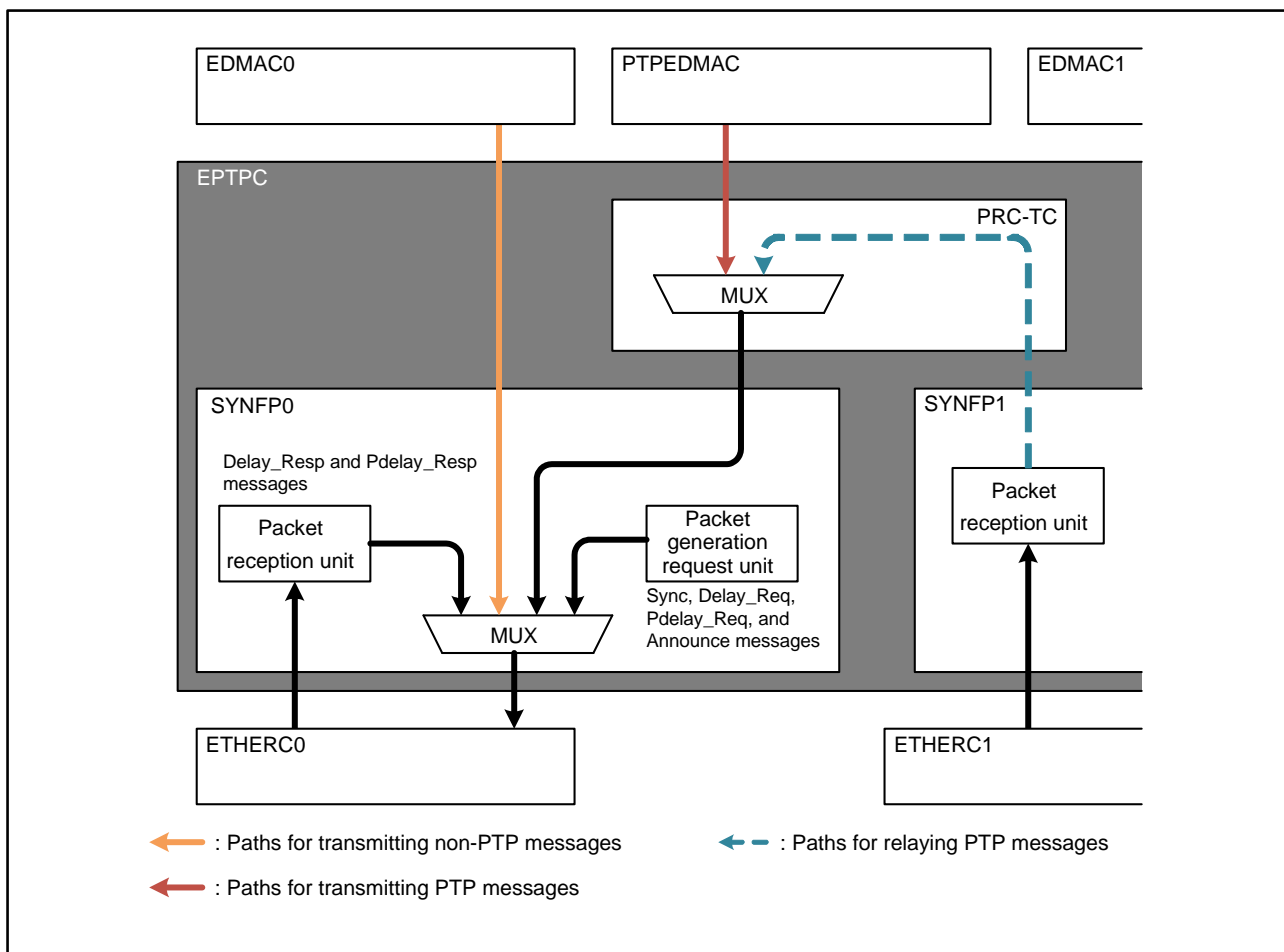 EDMAC0
PTPEDMAC
EDMAC1
EPTPC
PRC-TC
MUX
SYNFP0
SYNFP1
Delay_Resp and Pdelay_Resp
messages
Packet
reception unit
Packet
generation
request unit
Sync, Delay_Req,
Pdelay_Req, and
Announce messages
MUX
Packet
reception unit
ETHERC0
ETHERC1
: Paths for transmitting non-PTP messages
: Paths for relaying PTP messages
: Paths for transmitting PTP messages